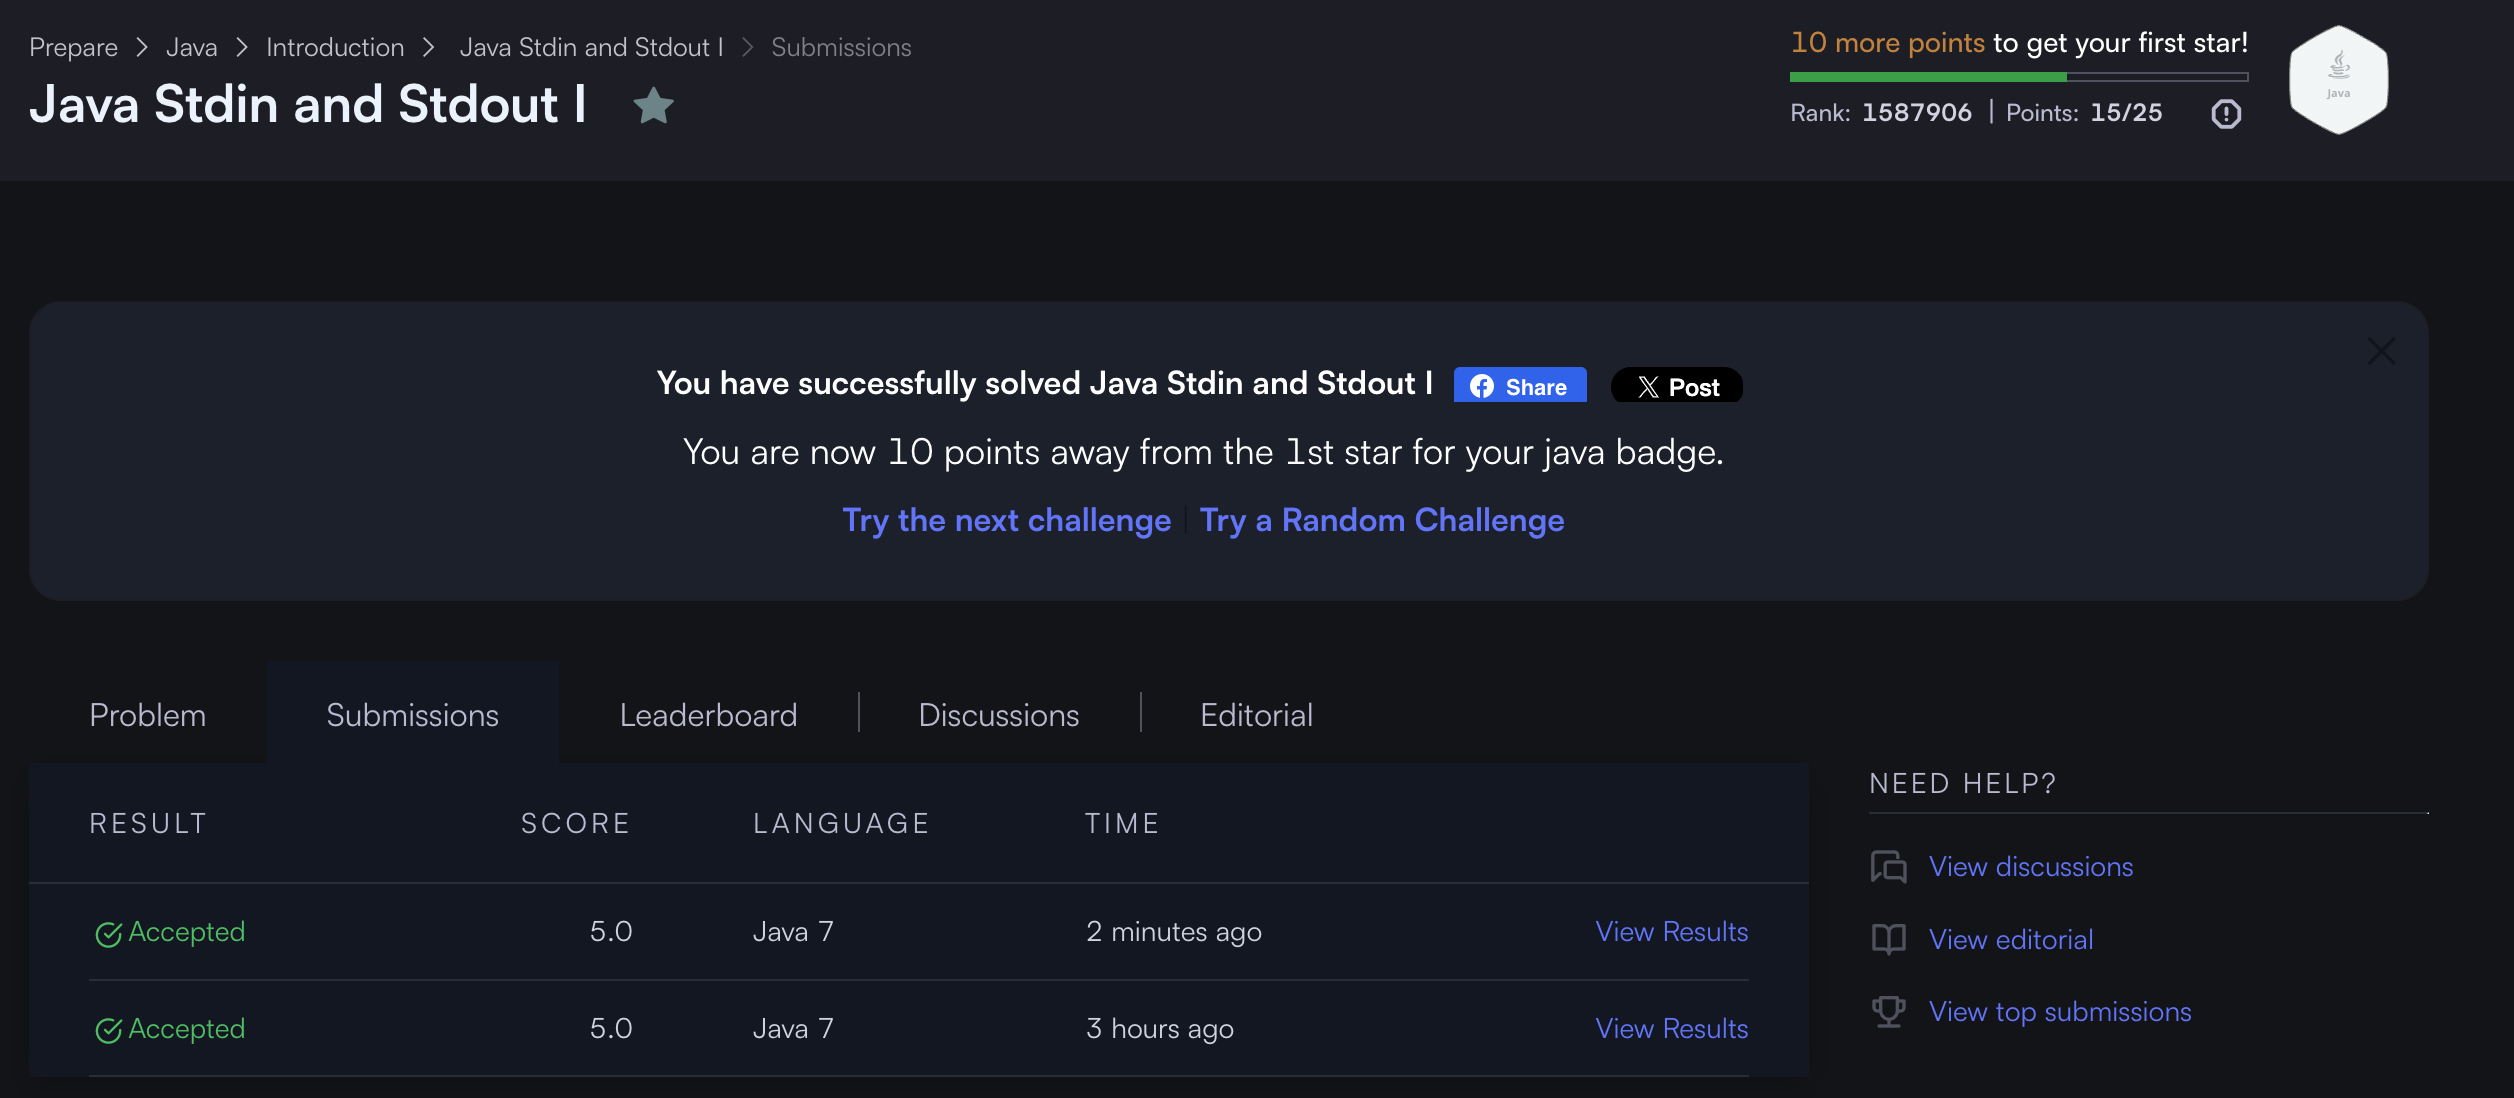 Prepare > Java > Introduction > Java Stdin and Stdout I > Submissions
Java Stdin and Stdout I
10 more points to get your first star!
Rank: 1587906 | Points: 15/25
Java
You have successfully solved Java Stdin and Stdout I
Share
Post
You are now 10 points away from the 1st star for your java badge.
Try the next challenge | Try a Random Challenge
Problem
Submissions
Leaderboard
Discussions
Editorial
RESULT SCORE LANGUAGE TIME
Accepted 5.0 Java 7 2 minutes ago View Results
Accepted 5.0 Java 7 3 hours ago View Results
NEED HELP?
View discussions
View editorial
View top submissions